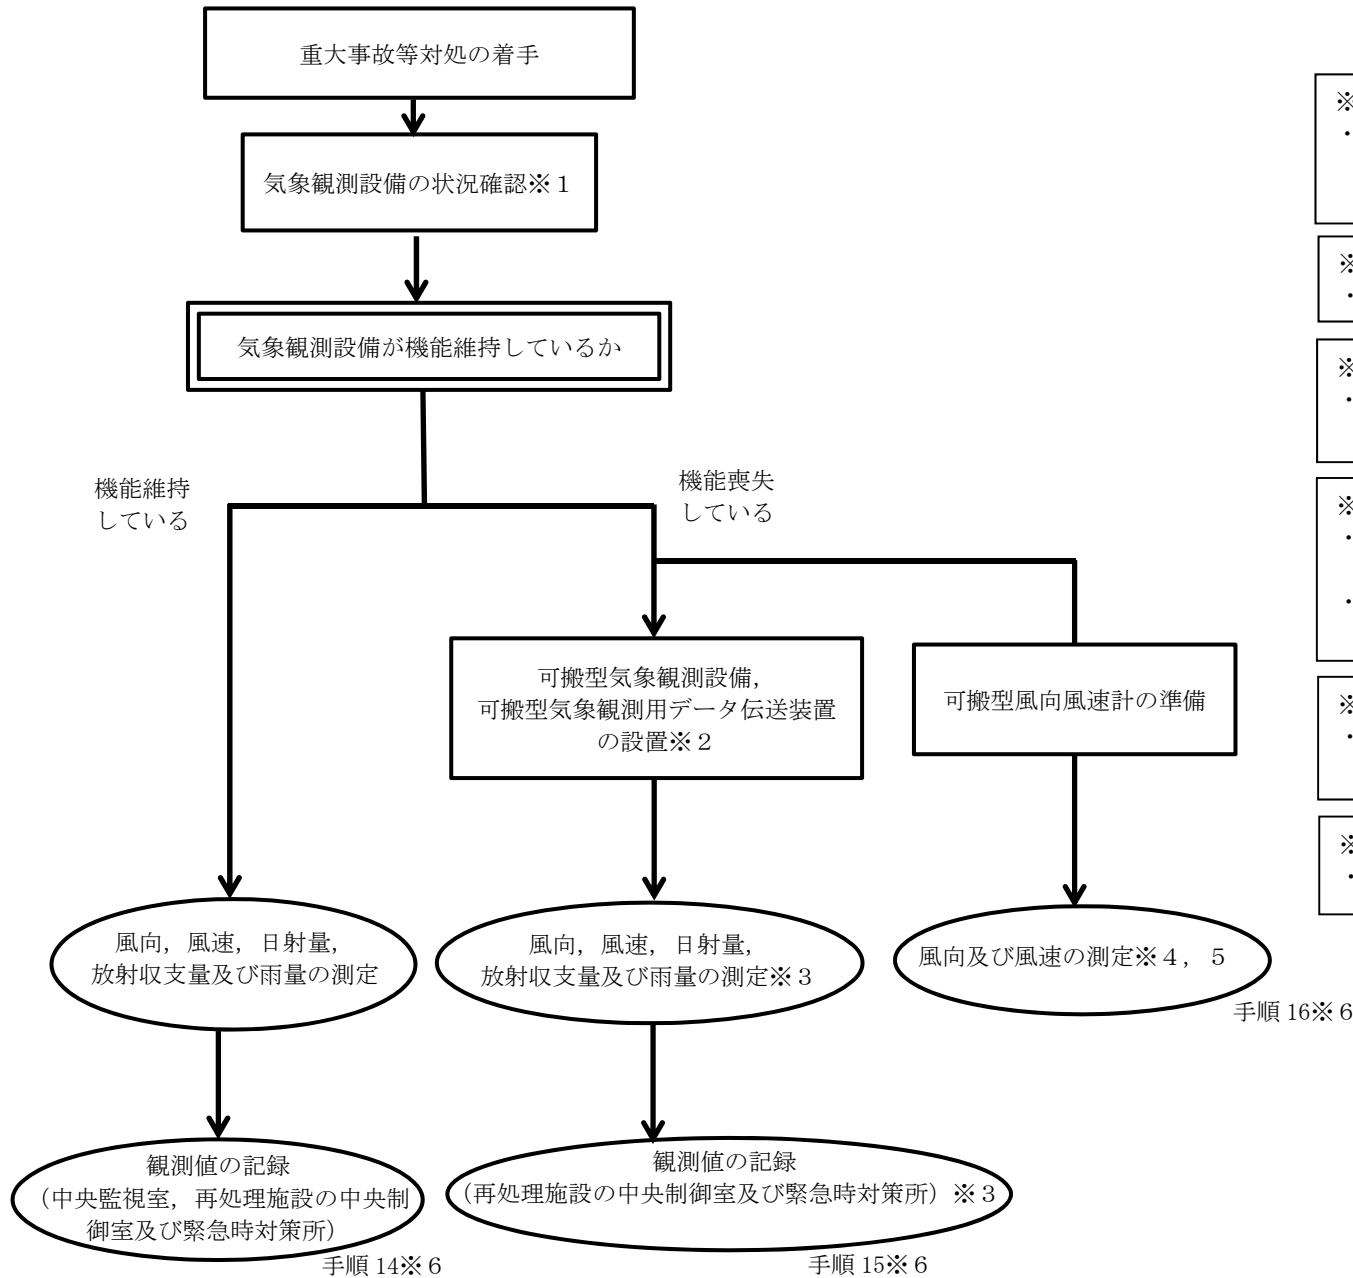 重大事故等対処の着手
気象観測設備の状況確認※１
気象観測設備が機能維持しているか
機能維持
している
機能喪失
している
可搬型気象観測設備，
可搬型気象観測用データ伝送装置
の設置※２
可搬型風向風速計の準備
風向，風速，日射量，
放射収支量及び雨量の測定
風向，風速，日射量，
放射収支量及び雨量の測定※３
風向及び風速の測定※４，５
手順 16※６
観測値の記録
（中央監視室，再処理施設の中央制
御室及び緊急時対策所）
手順 14※６
観測値の記録
（再処理施設の中央制御室及び緊急時対策所）※３
手順 15※６
※
・
※
・
※
・
※
・
・
※
・
※
・